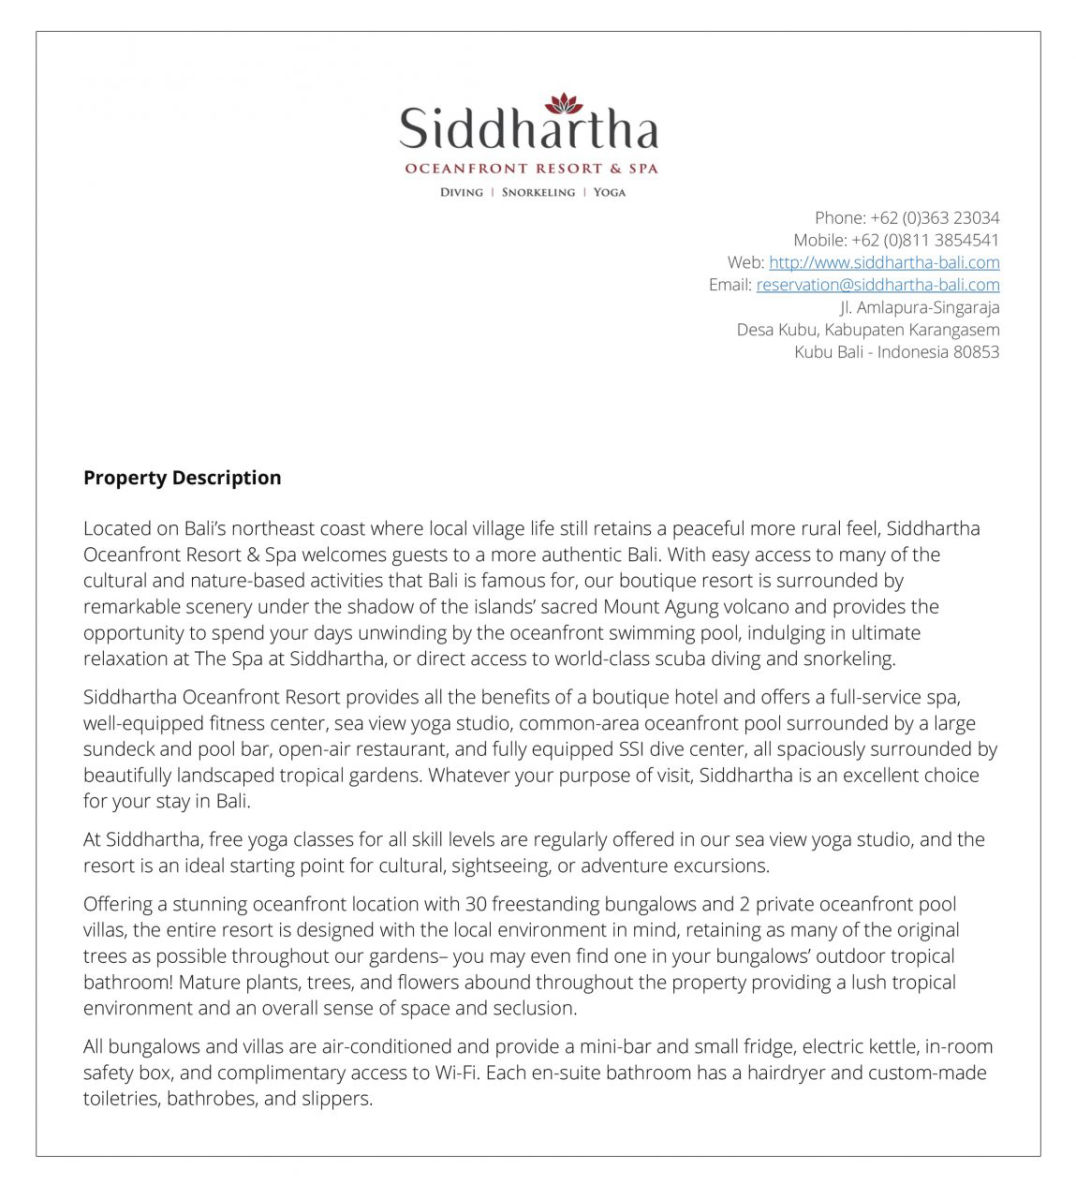 Siddhartha
OCEANFRONT RESORT & SPA
DIVING | SNORKELING | YOGA
Phone: +62 (0)363 23034
Mobile: +62 (0)811 3854541
Web: http://www.siddhartha-bali.com
Email: reservation@siddhartha-bali.com
Jl. Amlapura-Singaraja
Desa Kubu, Kabupaten Karangasem
Kubu Bali - Indonesia 80853
Property Description
Located on Bali’s northeast coast where local village life still retains a peaceful more rural feel, Siddhartha
Oceanfront Resort & Spa welcomes guests to a more authentic Bali. With easy access to many of the
cultural and nature-based activities that Bali is famous for, our boutique resort is surrounded by
remarkable scenery under the shadow of the islands’ sacred Mount Agung volcano and provides the
opportunity to spend your days unwinding by the oceanfront swimming pool, indulging in ultimate
relaxation at The Spa at Siddhartha, or direct access to world-class scuba diving and snorkeling.
Siddhartha Oceanfront Resort provides all the benefits of a boutique hotel and offers a full-service spa,
well-equipped fitness center, sea view yoga studio, common-area oceanfront pool surrounded by a large
sundeck and pool bar, open-air restaurant, and fully equipped SSI dive center, all spaciously surrounded by
beautifully landscaped tropical gardens. Whatever your purpose of visit, Siddhartha is an excellent choice
for your stay in Bali.
At Siddhartha, free yoga classes for all skill levels are regularly offered in our sea view yoga studio, and the
resort is an ideal starting point for cultural, sightseeing, or adventure excursions.
Offering a stunning oceanfront location with 30 freestanding bungalows and 2 private oceanfront pool
villas, the entire resort is designed with the local environment in mind, retaining as many of the original
trees as possible throughout our gardens– you may even find one in your bungalows’ outdoor tropical
bathroom! Mature plants, trees, and flowers abound throughout the property providing a lush tropical
environment and an overall sense of space and seclusion.
All bungalows and villas are air-conditioned and provide a mini-bar and small fridge, electric kettle, in-room
safety box, and complimentary access to Wi-Fi. Each en-suite bathroom has a hairdryer and custom-made
toiletries, bathrobes, and slippers.